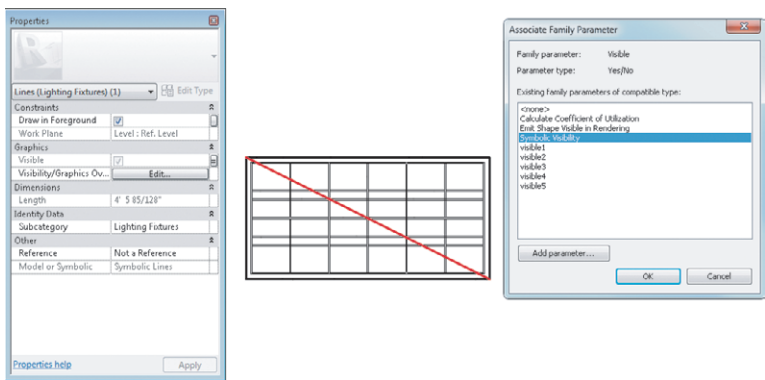 Properties
Lines (Lighting Fixtures) (1)
Edit Type
Constraints
Draw in Foreground
Work Plane Level : Ref. Level
Graphics
Visible
Visibility/Graphics Ov... Edit...
Dimensions
Length 4' 5 85/128"
Identity Data
Subcategory Lighting Fixtures
Other
Reference Not a Reference
Model or Symbolic Symbolic Lines
Properties help
Apply
Associate Family Parameter
Family parameter: Visible
Parameter type: Yes/No
Existing family parameters of compatible type:
<none>
Calculate Coefficient of Utilization
Emit Shape Visible in Rendering
Symbolic Visibility
visible1
visible2
visible3
visible4
visible5
Add parameter...
OK Cancel